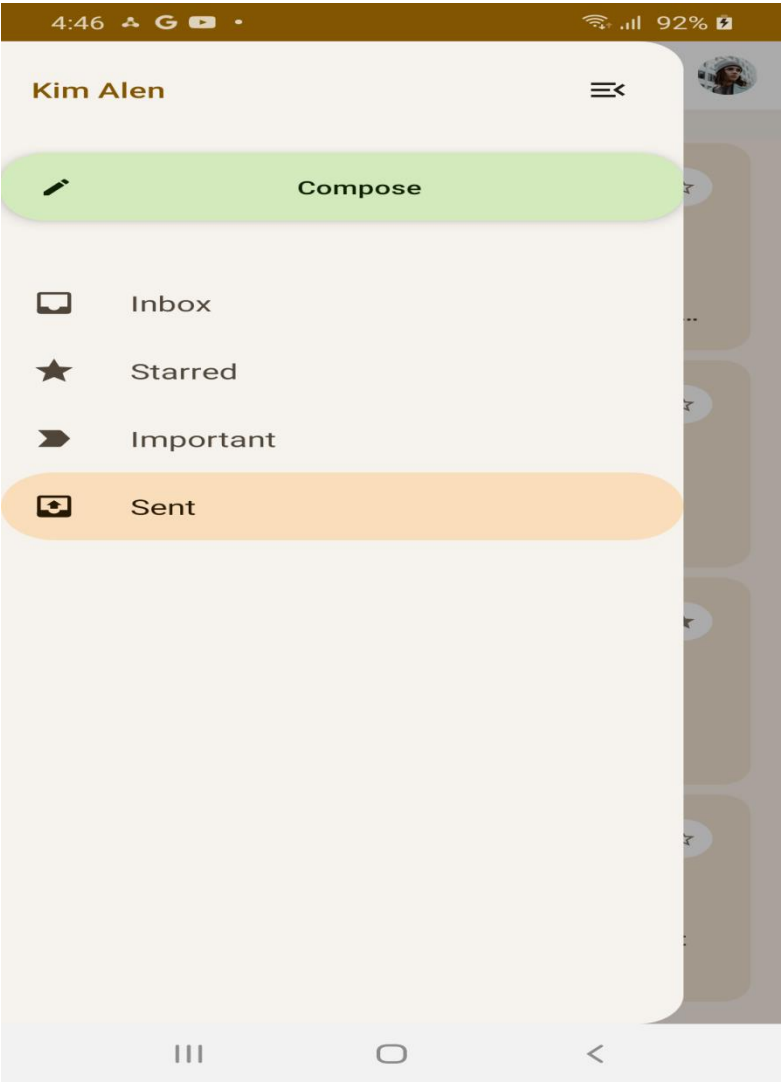 4:46 G 92%
Kim Alen
Compose
...
Inbox
Starred
Important
Sent